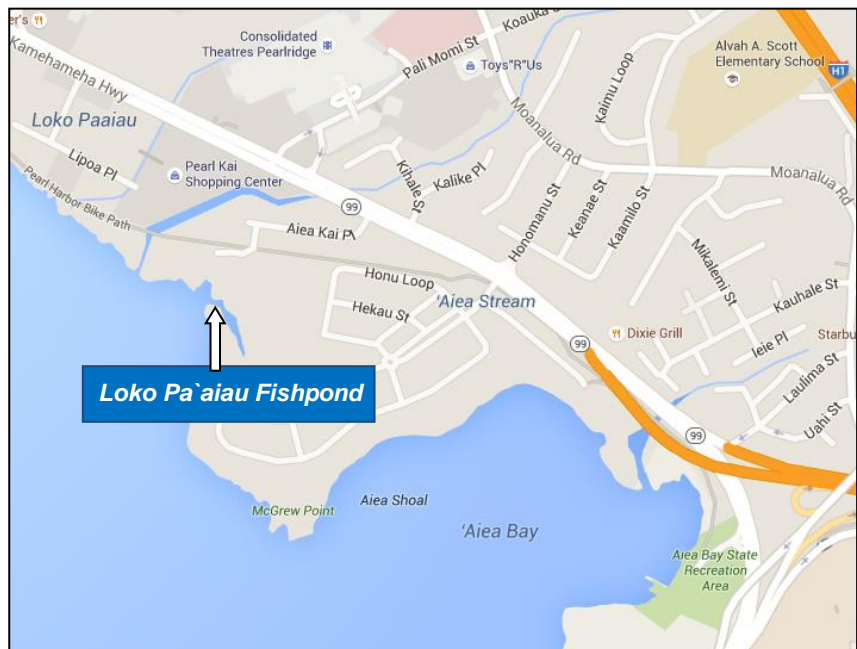 er's
Kamehameha Hwy
Consolidated
Theatres Pearlridge
Pali Momi St
Koauka St
Toys"R"Us
Alvah A. Scott
Elementary School
H1
Kaimu Loop
Loko Paaiau
Lipoa Pl
Pearl Kai
Shopping Center
Kihale St
Kalike Pl
Moanalua Rd
Moanalua Rd
Pearl Harbor Bike Path
99
Aiea Kai Pl
Honomanu St
Keanae St
Kaamilo St
Mikalemi St
Kauhale St
Honu Loop
Hekau St
'Aiea Stream
99
Dixie Grill
Ieie Pl
Starbu
Laulima St
Uahi St
Loko Pa`aiau Fishpond
99
McGrew Point
Aiea Shoal
'Aiea Bay
Aiea Bay State
Recreation
Area